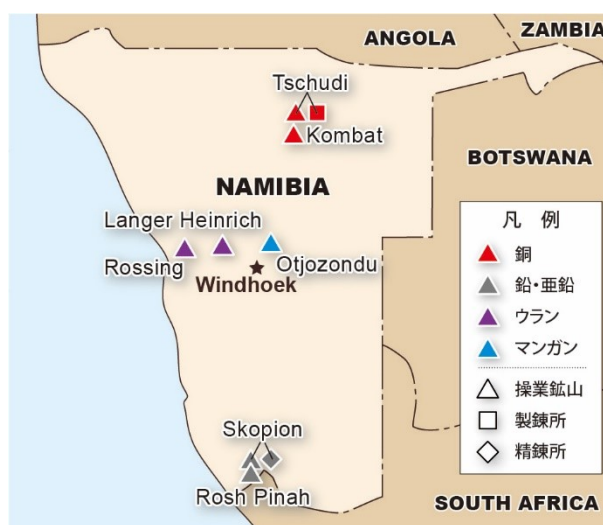 ANGOLA
ZAMBIA
Tschudi
Kombat
BOTSWANA
NAMIBIA
Langer Heinrich
Rossing
Otjozondu
Windhoek
凡 例
銅
鉛・亜鉛
ウラン
マンガン
操業鉱山
製錬所
精錬所
Skopion
Rosh Pinah
SOUTH AFRICA